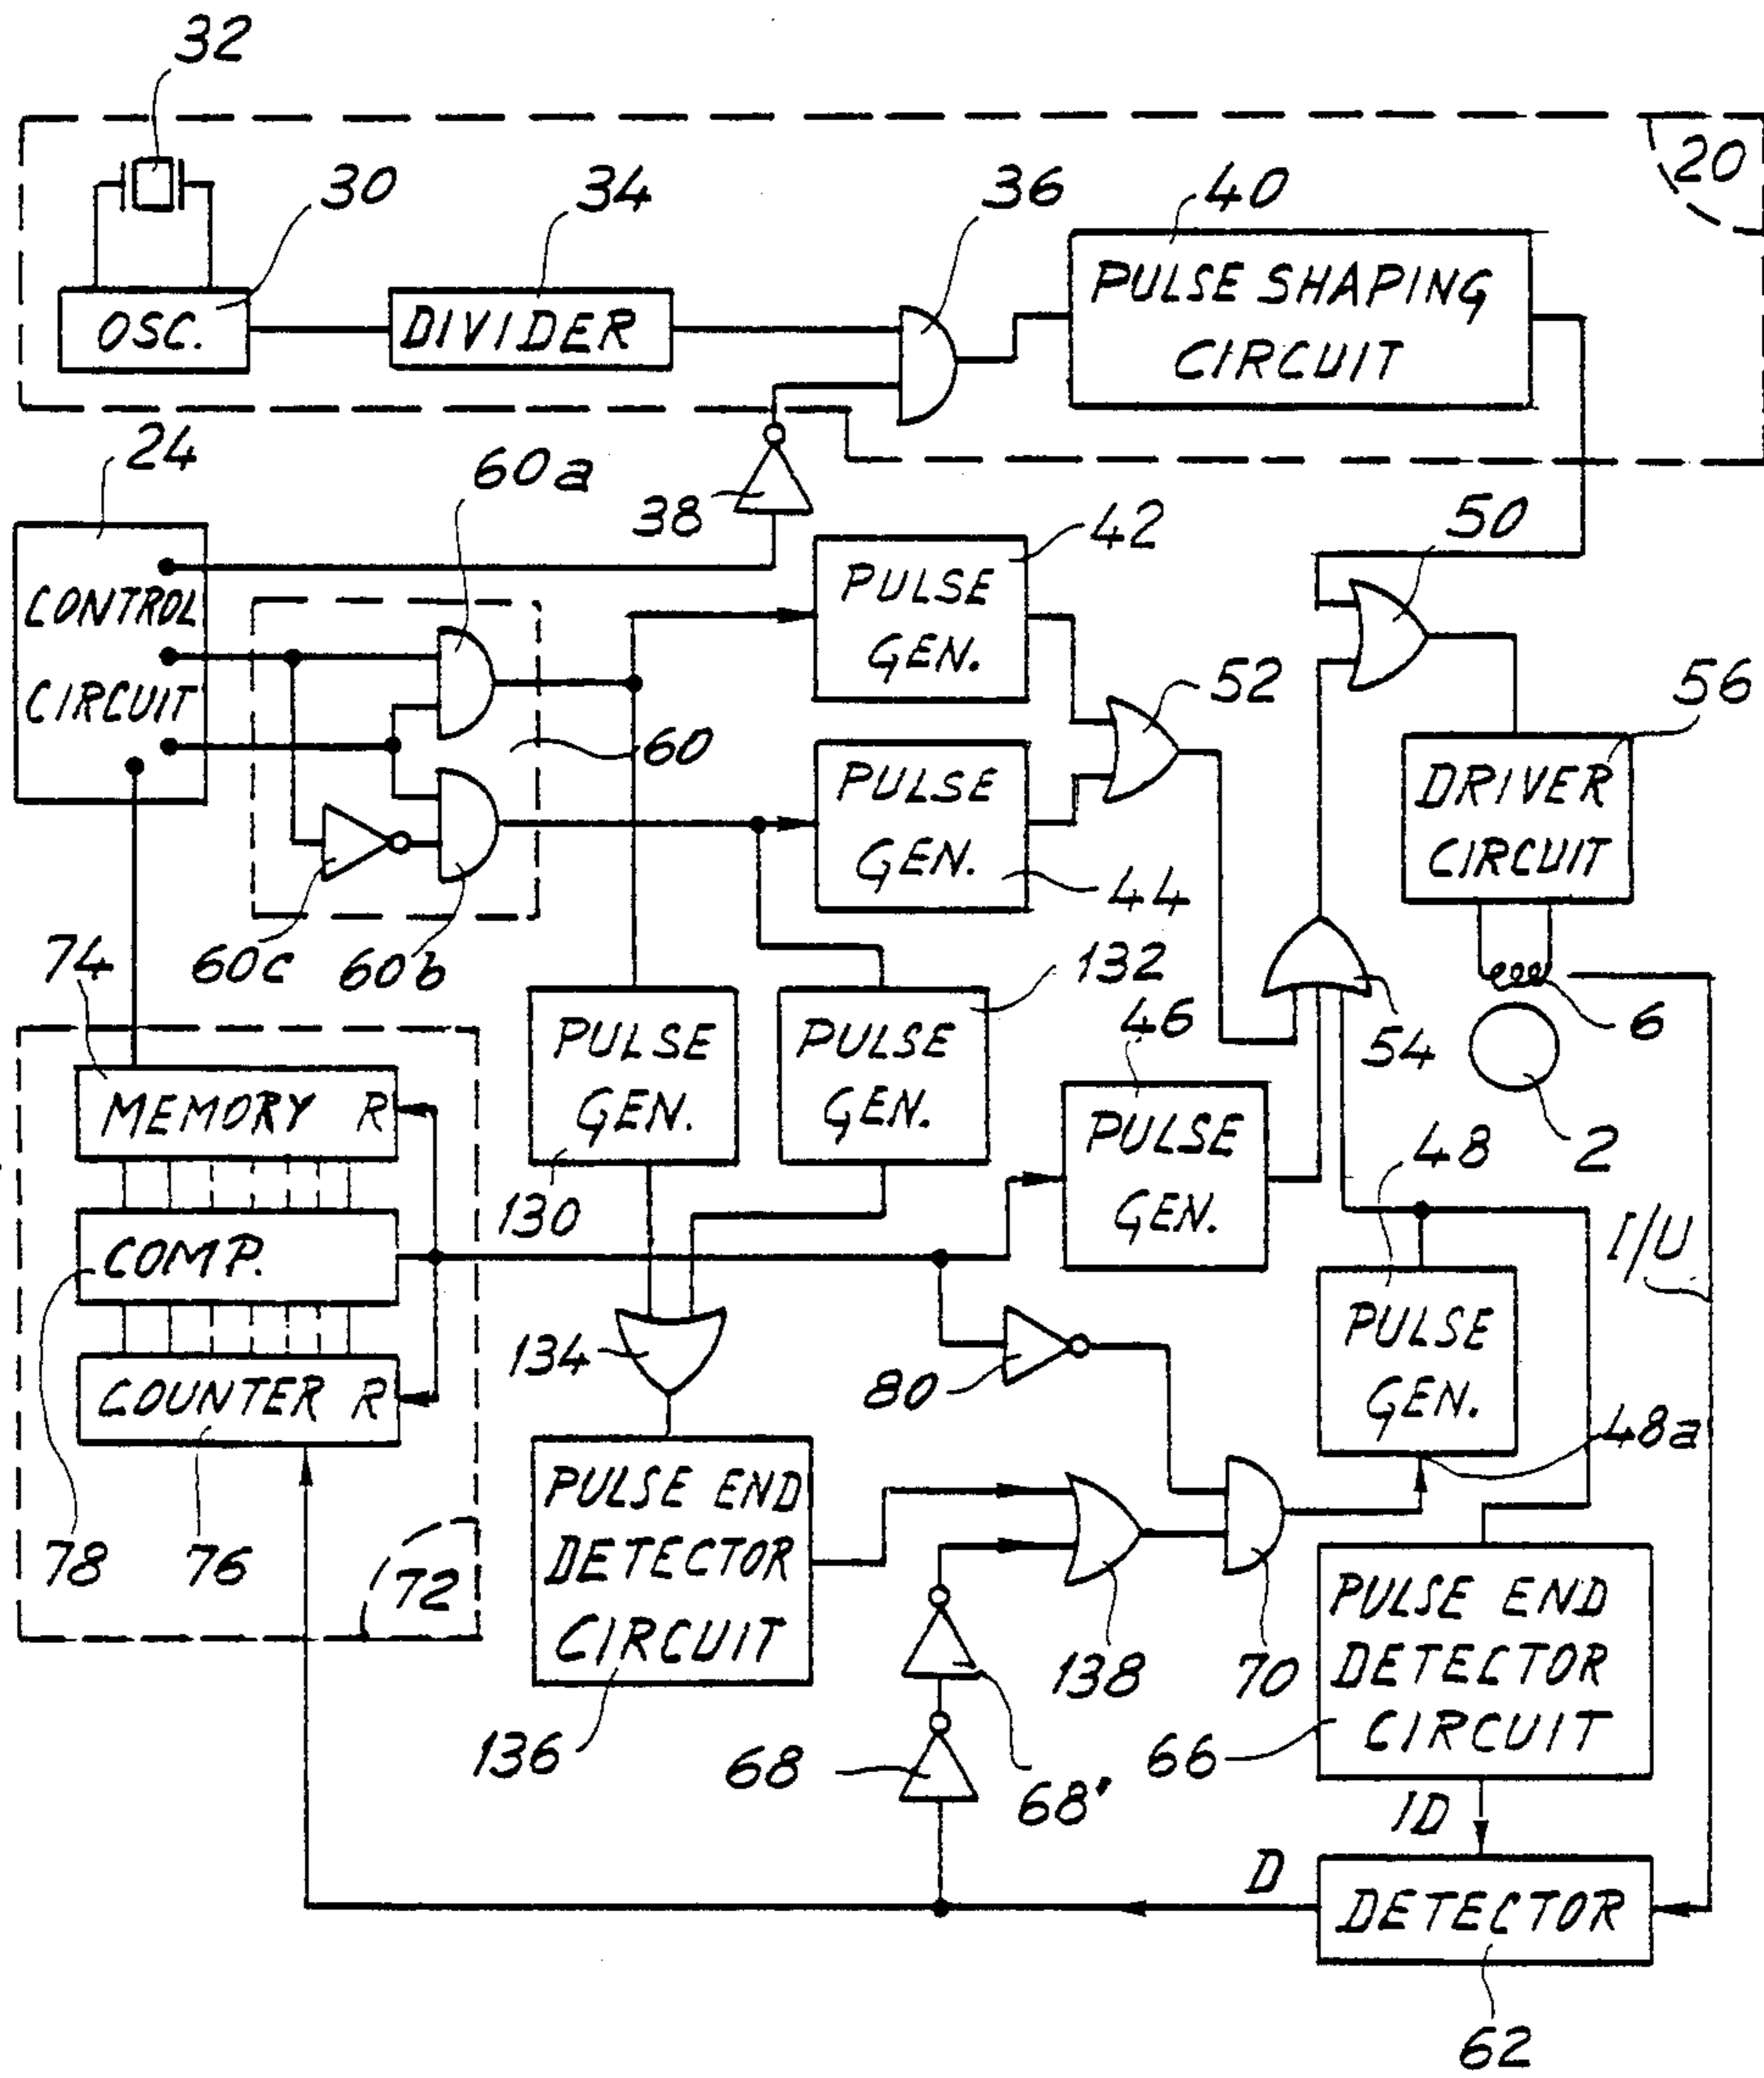 32
20
30
34
36
40
OSC.
DIVIDER
PULSE SHAPING
CIRCUIT
24
60a
38
42
50
CONTROL
CIRCUIT
PULSE
GEN.
52
56
60
PULSE
GEN.
44
DRIVER
CIRCUIT
60c
60b
74
132
46
54
6
2
MEMORY R
PULSE
GEN.
130
PULSE
GEN.
PULSE
GEN.
48
I/U
COMP.
134
80
PULSE
GEN.
48a
COUNTER R
78
76
72
PULSE END
DETECTOR
CIRCUIT
136
68
68'
138
70
PULSE END
DETECTOR
CIRCUIT
66
ID
D
DETECTOR
62